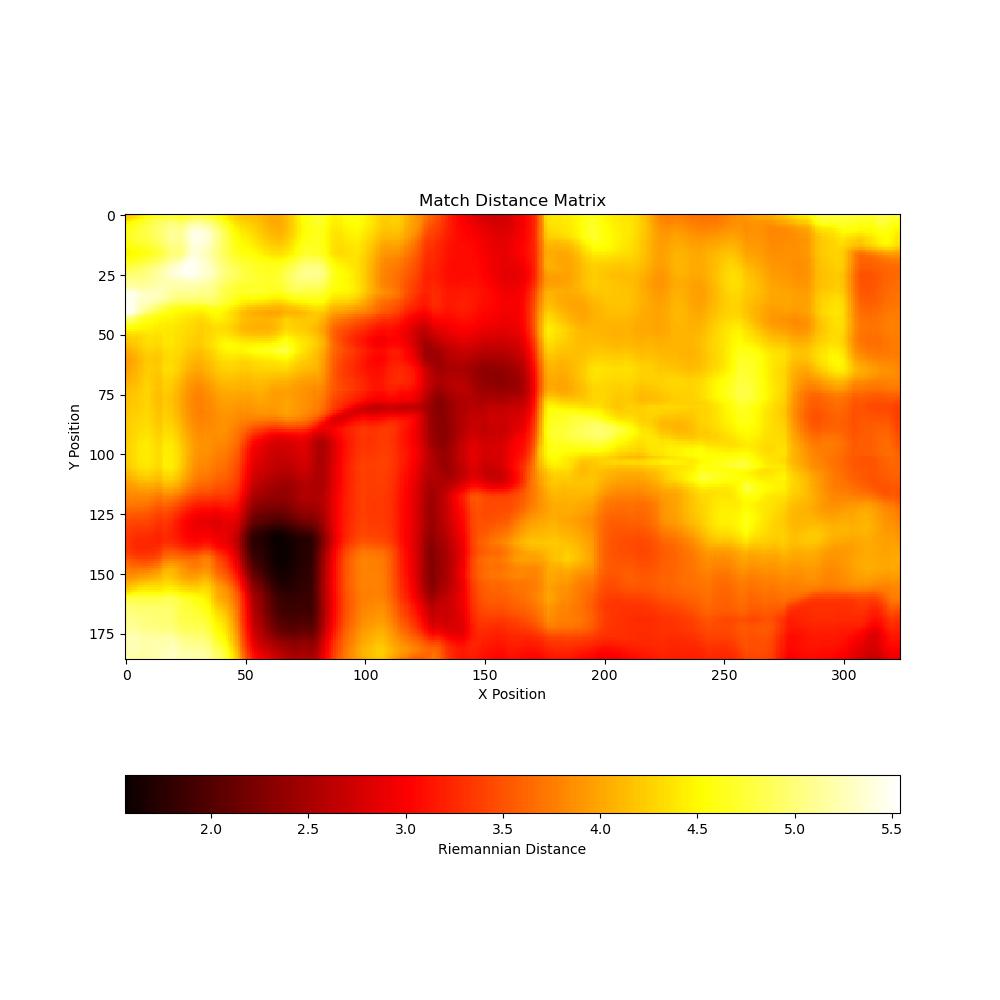 Match Distance Matrix
0
25
50
75
100
125
150
175
Y Position
0 50 100 150 200 250 300
X Position
2.0 2.5 3.0 3.5 4.0 4.5 5.0 5.5
Riemannian Distance